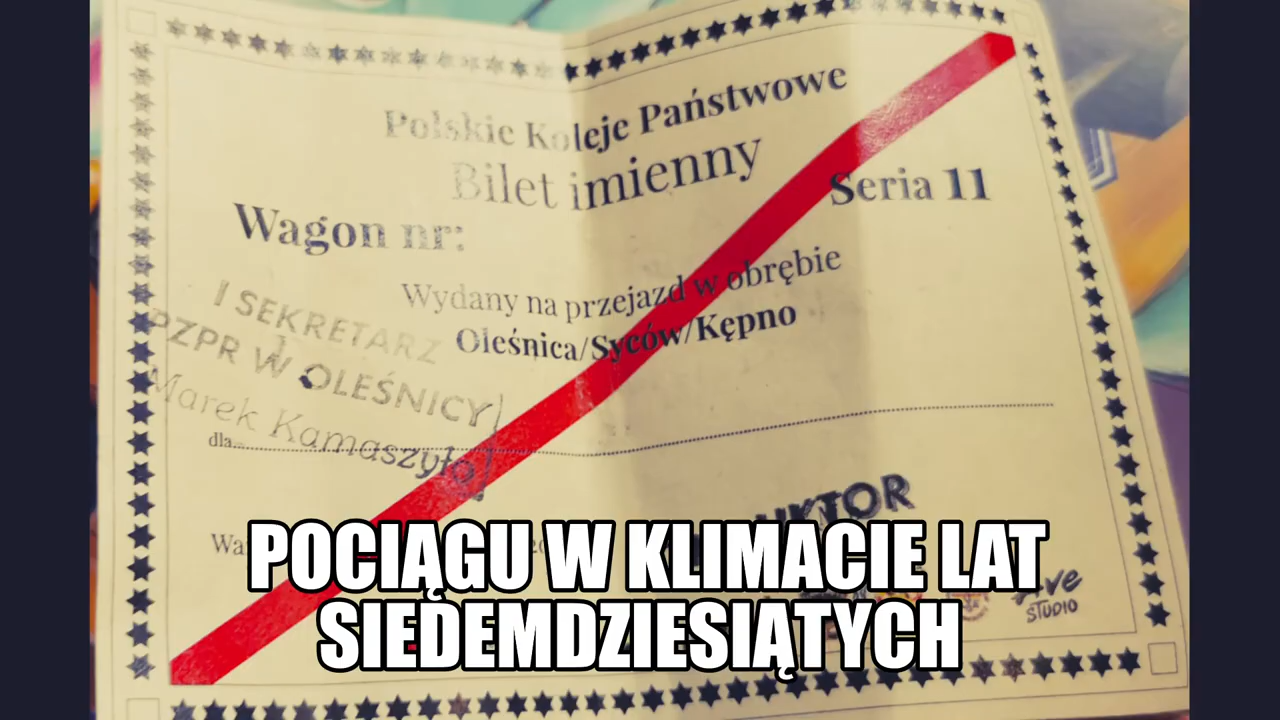 Polskie Koleje Państwowe
Bilet imienny
Seria 11
Wagon nr:
Wydany na przejazd w obrębie
Oleśnica/Syców/Kępno
I SEKRETARZ
PZPR W OLEŚNICY
Marek Kamaszyło
dla
POCIĄGU W KLIMACIE LAT
SIEDEMDZIESIĄTYCH
STUDIO